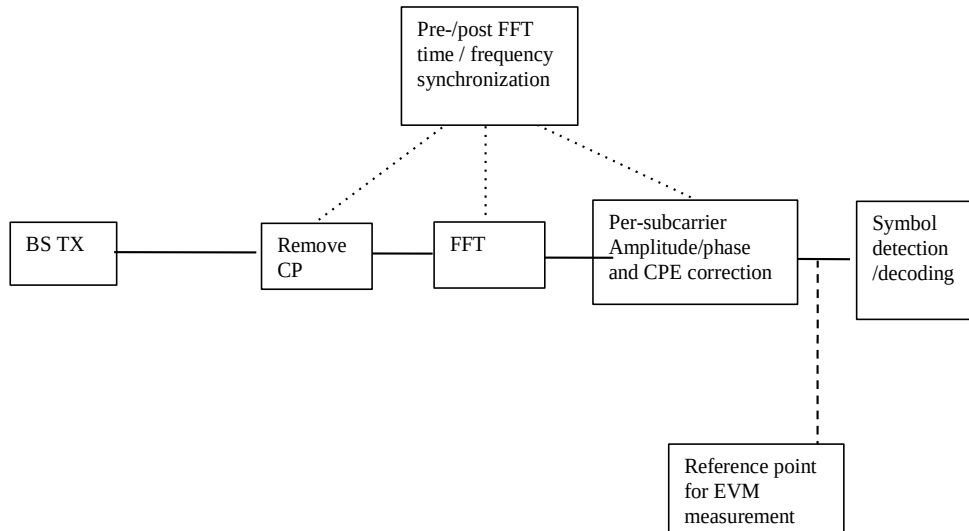 Pre-/post FFT
time / frequency
synchronization
BS TX
Remove
CP
FFT
Per-subcarrier
Amplitude/phase
and CPE correction
Symbol
detection
/decoding
Reference point
for EVM
measurement